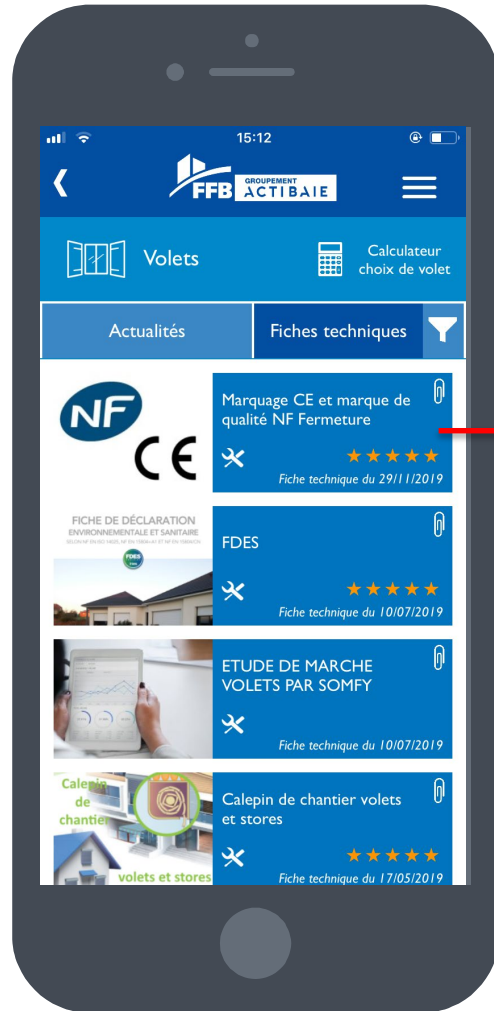 15:12
FFB
GROUPEMENT
ACTIBAIE
Volets
Calculateur
choix de volet
Actualités
Fiches techniques
NF
CE
Marquage CE et marque de
qualité NF Fermeture
Fiche technique du 29/11/2019
FICHE DE DÉCLARATION
ENVIRONNEMENTALE ET SANITAIRE
FDES
FDES
Fiche technique du 10/07/2019
ETUDE DE MARCHE
VOLETS PAR SOMFY
Fiche technique du 10/07/2019
Calepin
de
chantier
volets et stores
Calepin de chantier volets
et stores
Fiche technique du 17/05/2019